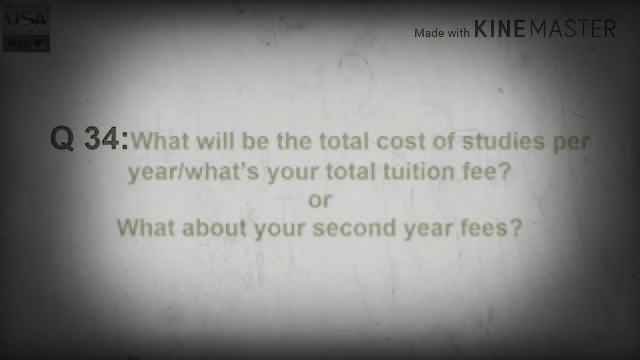 USA
VISA
Made with KINEMASTER
Q 34:What will be the total cost of studies per
year/what's your total tuition fee?
or
What about your second year fees?